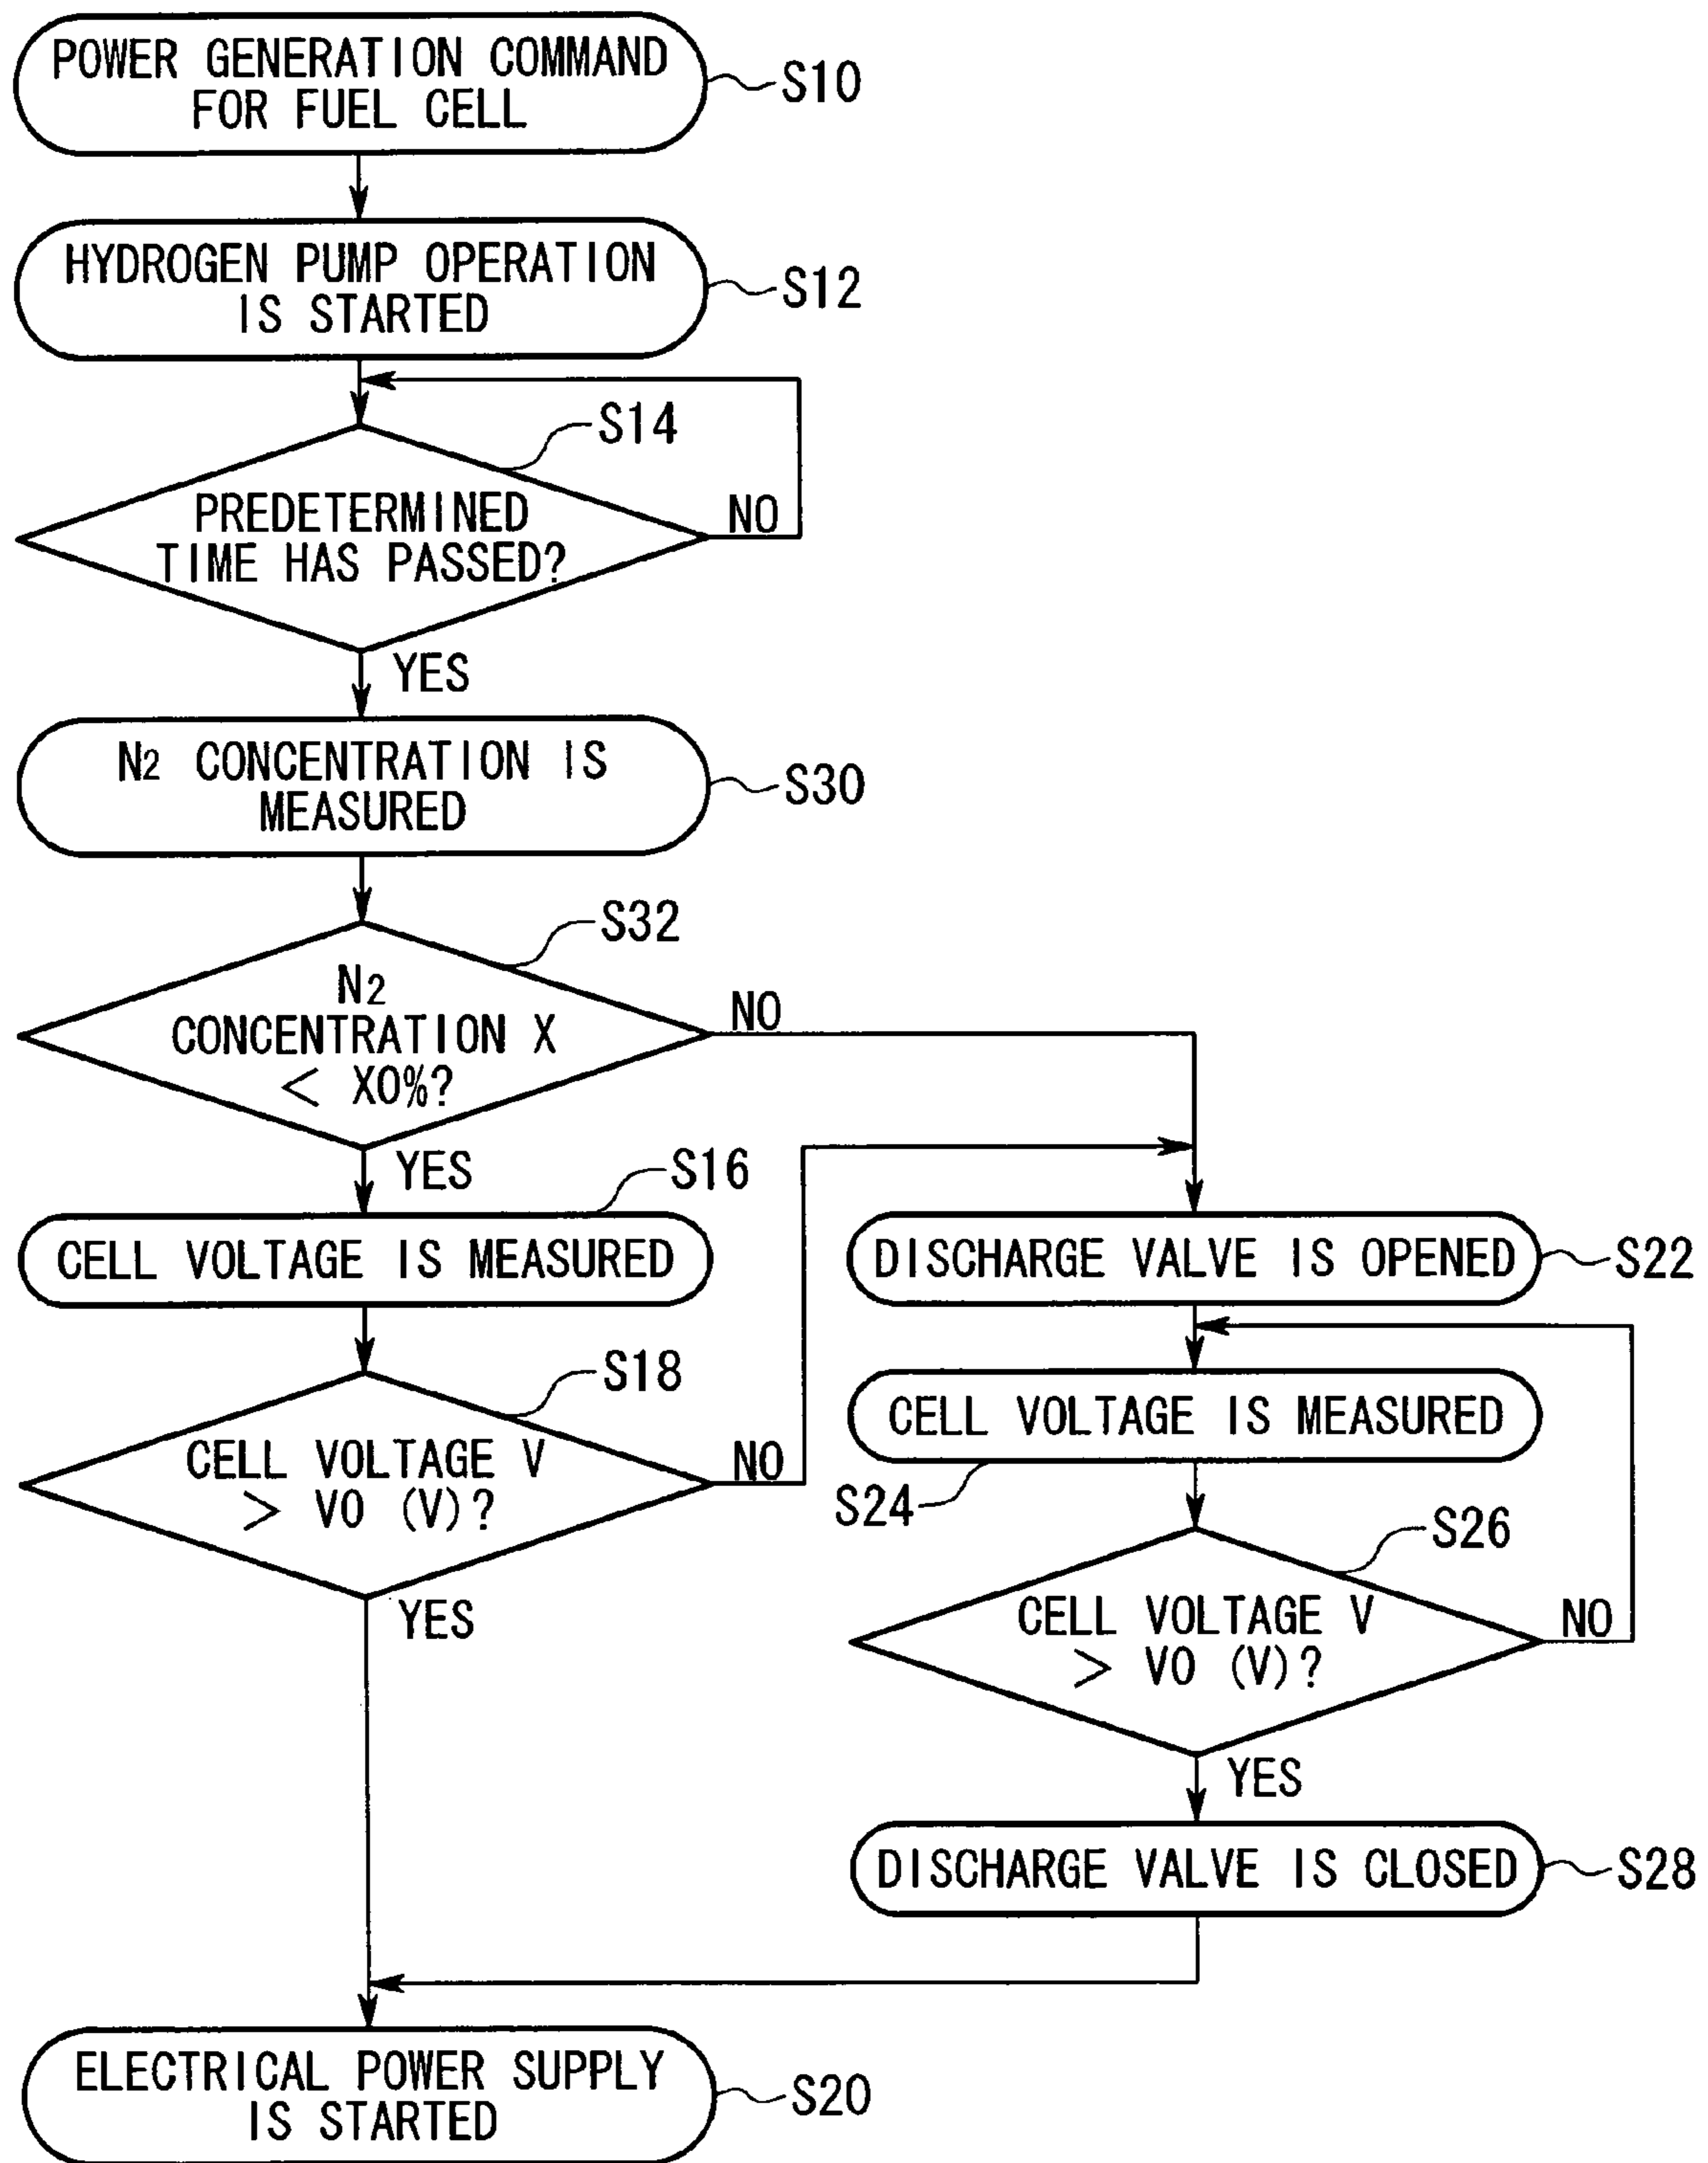 POWER GENERATION COMMAND
FOR FUEL CELL
S10
HYDROGEN PUMP OPERATION
IS STARTED
S12
S14
PREDETERMINED
TIME HAS PASSED?
NO
YES
N2 CONCENTRATION IS
MEASURED
S30
S32
N2
CONCENTRATION X
< X0%?
NO
YES
S16
CELL VOLTAGE IS MEASURED
DISCHARGE VALVE IS OPENED
S22
S18
CELL VOLTAGE V
> V0 (V)?
NO
YES
CELL VOLTAGE IS MEASURED
S24
S26
CELL VOLTAGE V
> V0 (V)?
NO
YES
DISCHARGE VALVE IS CLOSED
S28
ELECTRICAL POWER SUPPLY
IS STARTED
S20